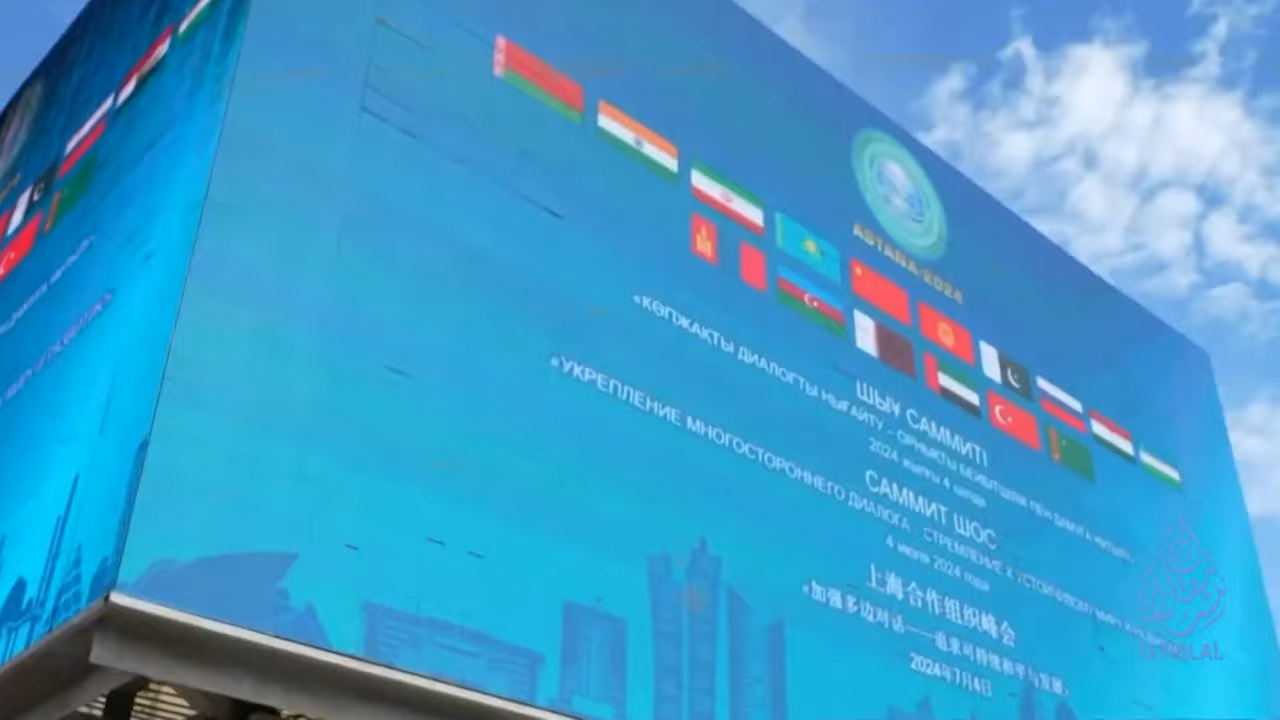 ASTANA 2024
ШЫҰ САММИТІ
«КӨПЖАҚТЫ ДИАЛОГТЫ НЫҒАЙТУ - ОРНЫҚТЫ БЕЙБІТШІЛІК ПЕН ДАМУҒА
2024 жылғы 4 шілде
САММИТ ШОС
«УКРЕПЛЕНИЕ МНОГОСТОРОННЕГО ДИАЛОГА - СТРЕМЛЕНИЕ К УСТОЙЧИВОМУ МИРУ
4 июля 2024 года
上海合作组织峰会
«加强多边对话——追求可持续和平与发展»
2024年7月4日
ISTIQLAL